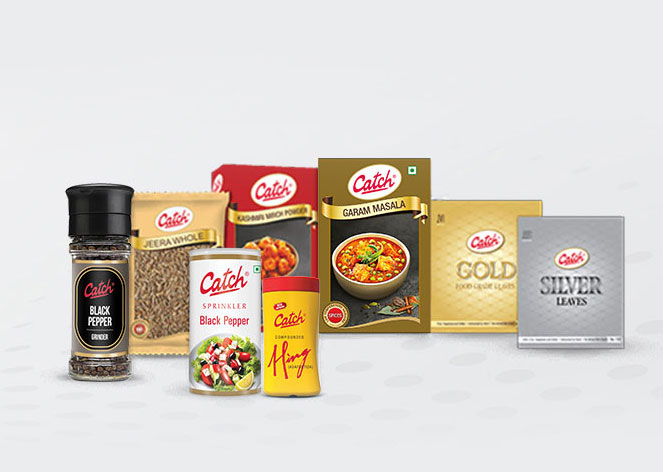 Catch
BLACK
PEPPER
GRINDER
Catch
JEERA WHOLE
Catch
SPRINKLER
Black Pepper
Catch
KASHMIRI MIRCH POWDER
Catch
COMPOUNDED
Hing
Catch
GARAM MASALA
SPICES
Catch
GOLD
FOOD GRADE LEAVES
Catch
SILVER
LEAVES